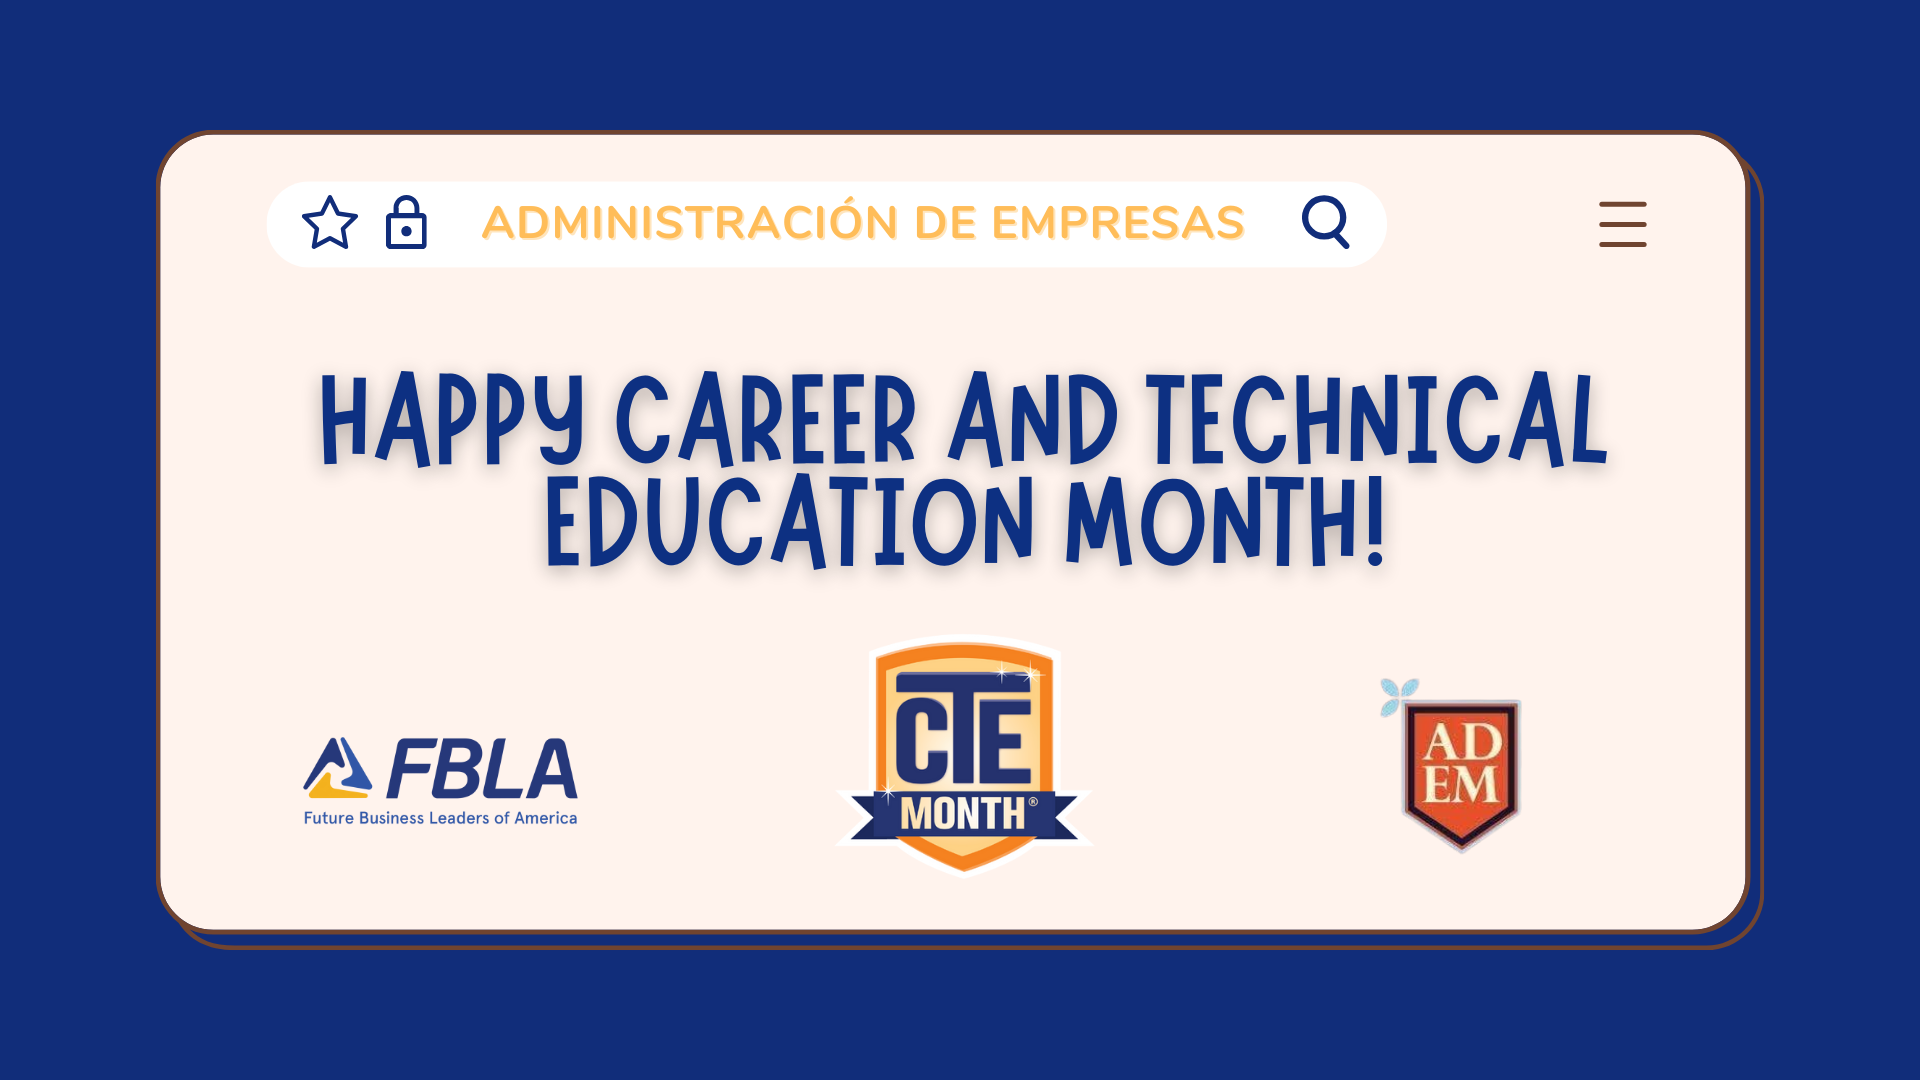 ADMINISTRACIÓN DE EMPRESAS
HAPPY CAREER AND TECHNICAL
EDUCATION MONTH!
FBLA
Future Business Leaders of America
CTE
MONTH®
AD
EM